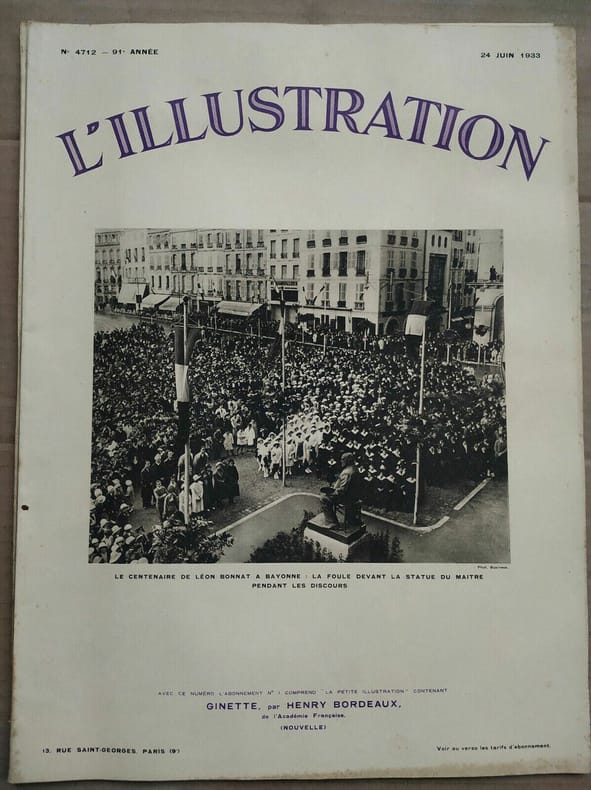 N° 4712 – 91e ANNÉE
24 JUIN 1933
L'ILLUSTRATION
Phot.
LE CENTENAIRE DE LÉON BONNAT A BAYONNE : LA FOULE DEVANT LA STATUE DU MAITRE
PENDANT LES DISCOURS
AVEC CE NUMÉRO L'ABONNEMENT N° 1 COMPREND "LA PETITE ILLUSTRATION" CONTENANT
GINETTE, par HENRY BORDEAUX,
de l'Académie Française.
(NOUVELLE)
13, RUE SAINT-GEORGES, PARIS (9e)
Voir au verso les tarifs d'abonnement.